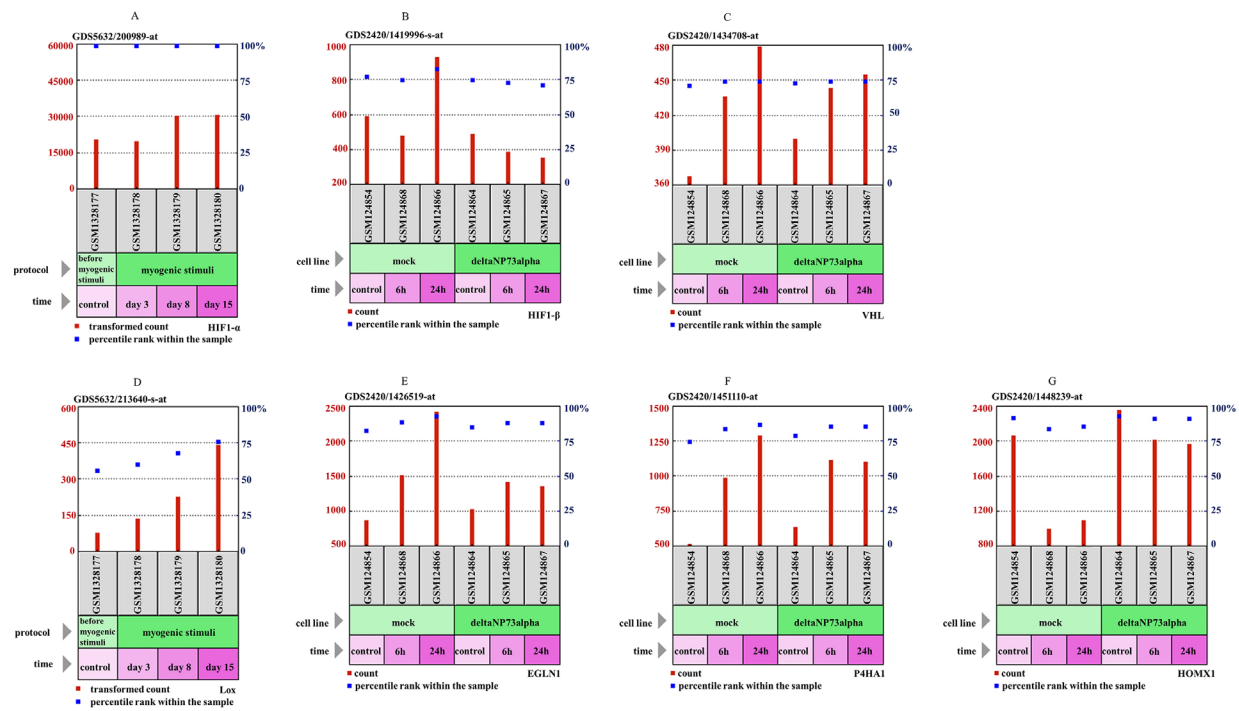 A
GDS5632/200989-at
60000
45000
30000
15000
0
100%
75
50
25
0
GSM1328177
GSM1328178
GSM1328179
GSM1328180
protocol
before myogenic stimuli
myogenic stimuli
time
control day 3 day 8 day 15
transformed count
HIF1-α
percentile rank within the sample
B
GDS2420/1419996-s-at
1000
800
600
400
200
100%
75
50
25
0
GSM124854
GSM124868
GSM124866
GSM124864
GSM124865
GSM124867
cell line
mock deltaNP73alpha
time
control 6h 24h control 6h 24h
count
HIF1-β
percentile rank within the sample
C
GDS2420/1434708-at
480
450
420
390
360
100%
75
50
25
0
GSM124854
GSM124868
GSM124866
GSM124864
GSM124865
GSM124867
cell line
mock deltaNP73alpha
time
control 6h 24h control 6h 24h
count
VHL
percentile rank within the sample
D
GDS5632/213640-s-at
600
450
300
150
0
100%
75
50
25
0
GSM1328177
GSM1328178
GSM1328179
GSM1328180
protocol
before myogenic stimuli
myogenic stimuli
time
control day 3 day 8 day 15
transformed count
Lox
percentile rank within the sample
E
GDS2420/1426519-at
2500
2000
1500
1000
500
100%
75
50
25
0
GSM124854
GSM124868
GSM124866
GSM124864
GSM124865
GSM124867
cell line
mock deltaNP73alpha
time
control 6h 24h control 6h 24h
count
EGLN1
percentile rank within the sample
F
GDS2420/1451110-at
1500
1250
1000
750
500
100%
75
50
25
0
GSM124854
GSM124868
GSM124866
GSM124864
GSM124865
GSM124867
cell line
mock deltaNP73alpha
time
control 6h 24h control 6h 24h
count
P4HA1
percentile rank within the sample
G
GDS2420/1448239-at
2400
2000
1600
1200
800
100%
75
50
25
0
GSM124854
GSM124868
GSM124866
GSM124864
GSM124865
GSM124867
cell line
mock deltaNP73alpha
time
control 6h 24h control 6h 24h
count
HOMX1
percentile rank within the sample